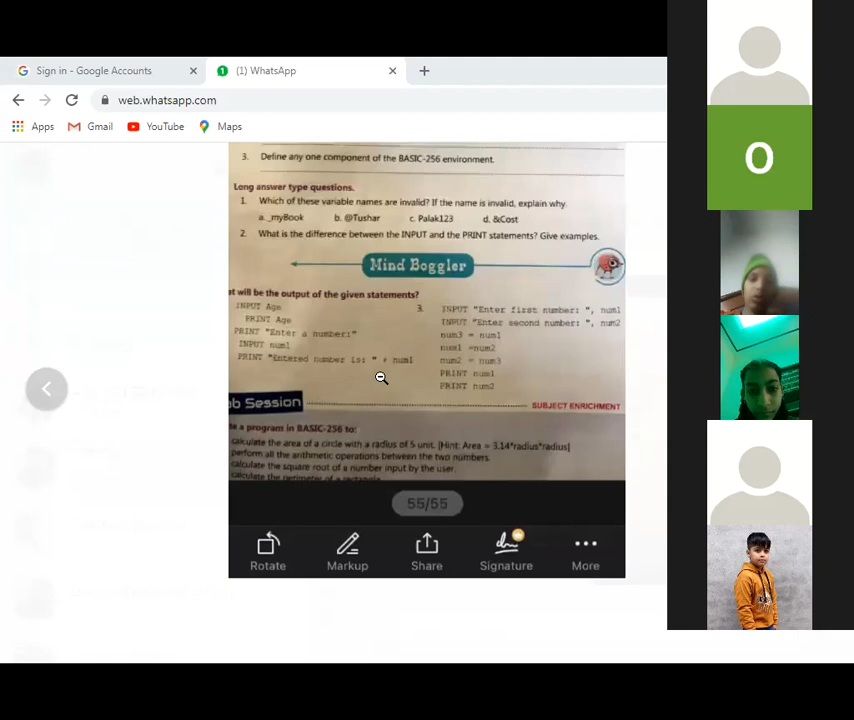 Sign in - Google Accounts
(1) WhatsApp
web.whatsapp.com
Apps Gmail YouTube Maps
3. Define any one component of the BASIC-256 environment.
Long answer type questions.
1. Which of these variable names are invalid? If the name is invalid, explain why.
a. _myBook b. @Tushar c. Palak123 d. &Cost
2. What is the difference between the INPUT and the PRINT statements? Give examples.
Mind Boggler
at will be the output of the given statements?
INPUT Age
PRINT Age
PRINT "Enter a number:"
INPUT num1
PRINT "Entered number is: " + num1
3. INPUT "Enter first number: ", num1
INPUT "Enter second number: ", num2
num3 = num1
num1 =num2
num2 = num3
PRINT num1
PRINT num2
b Session
SUBJECT ENRICHMENT
te a program in BASIC-256 to:
calculate the area of a circle with a radius of 5 unit. [Hint: Area = 3.14*radius*radius]
perform all the arithmetic operations between the two numbers.
calculate the square root of a number input by the user.
calculate the perimeter of a rectangle
55/55
Rotate Markup Share Signature More
O